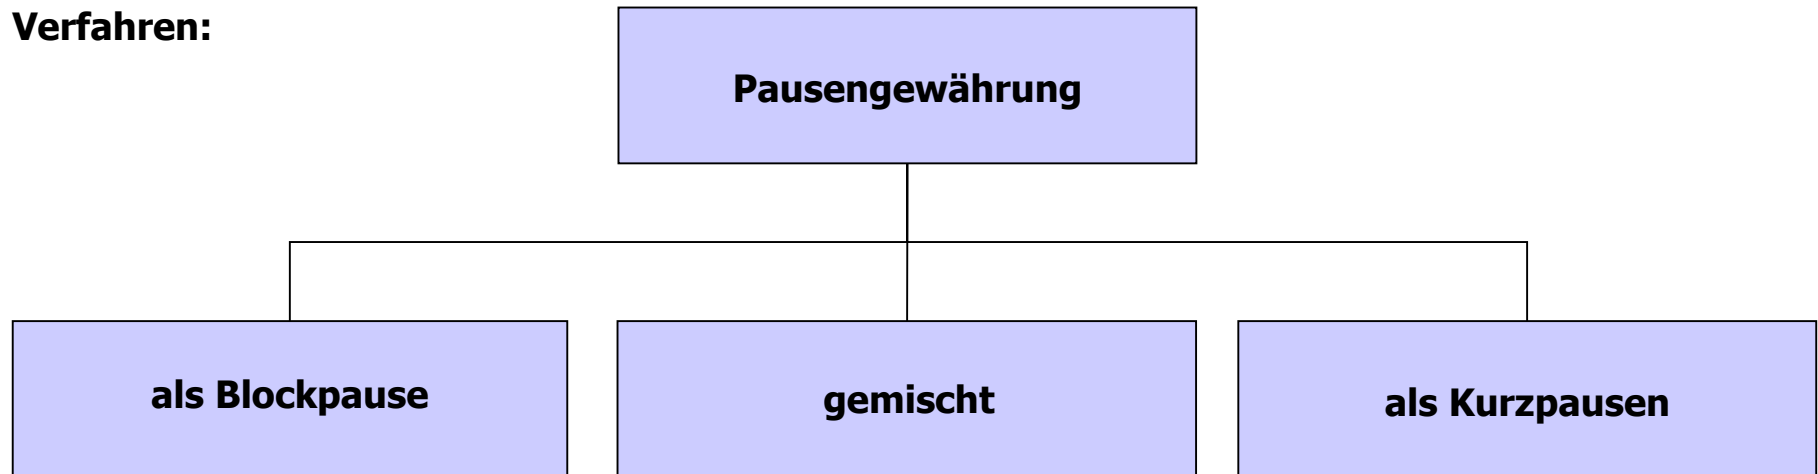 Verfahren:
Pausengewährung
als Blockpause
gemischt
als Kurzpausen